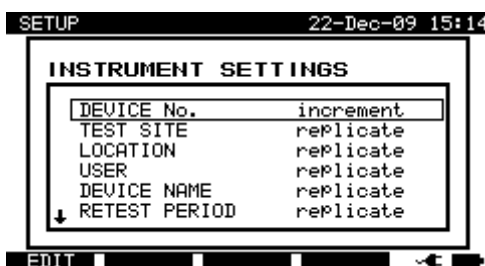 SETUP 22-Dec-09 15:14
INSTRUMENT SETTINGS
DEVICE No. increment
TEST SITE replicate
LOCATION replicate
USER replicate
DEVICE NAME replicate
RETEST PERIOD replicate
EDIT